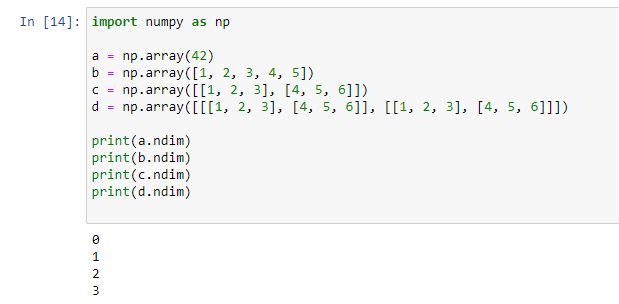 In [14]: import numpy as np
a = np.array(42)
b = np.array([1, 2, 3, 4, 5])
c = np.array([[1, 2, 3], [4, 5, 6]])
d = np.array([[[1, 2, 3], [4, 5, 6]], [[1, 2, 3], [4, 5, 6]]])
print(a.ndim)
print(b.ndim)
print(c.ndim)
print(d.ndim)
0
1
2
3